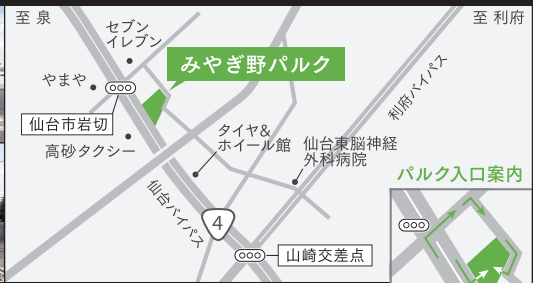 至 泉
至 利府
セブン
イレブン
みやぎ野パルク
やまや
仙台市岩切
高砂タクシー
タイヤ&
ホイール館
仙台東脳神経
外科病院
利府バイパス
仙台バイパス
4
山崎交差点
パルク入口案内